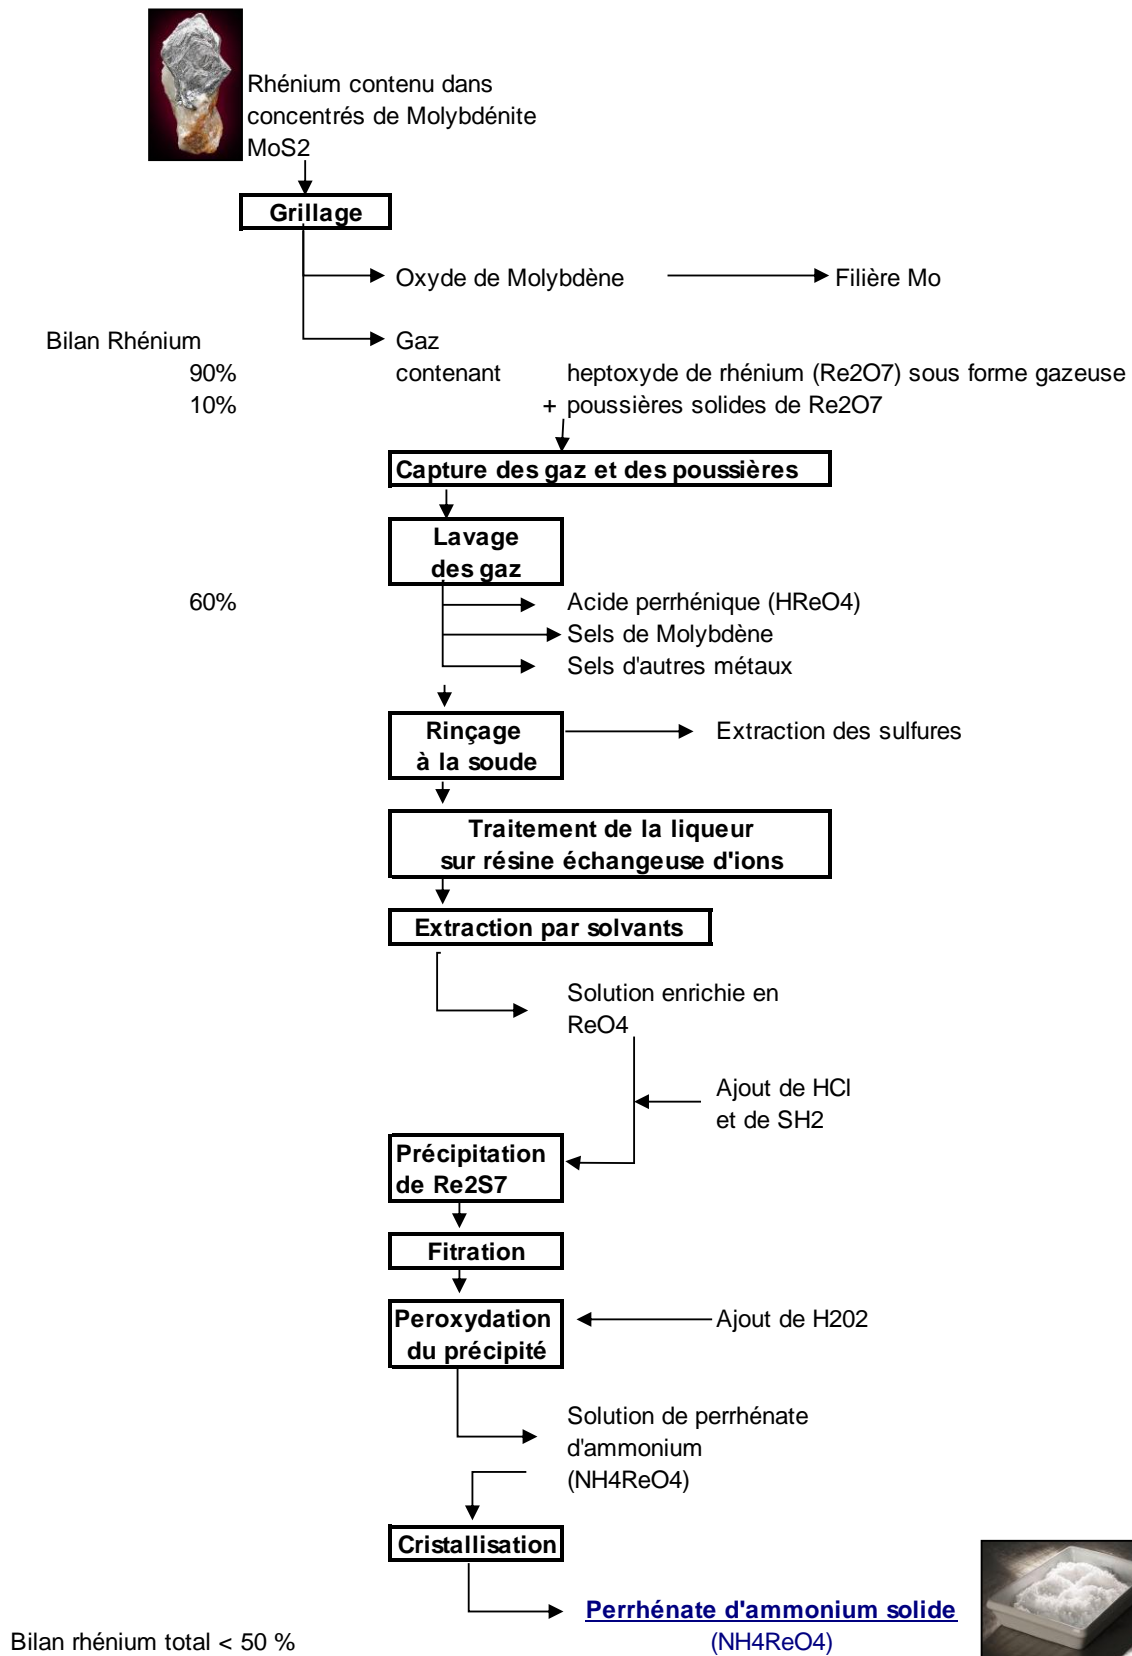 Rhénium contenu dans
concentrés de Molybdénite
MoS2
Grillage
Oxyde de Molybdène
Filière Mo
Bilan Rhénium
Gaz
90%
contenant
heptoxyde de rhénium (Re2O7) sous forme gazeuse
10%
+ poussières solides de Re2O7
Capture des gaz et des poussières
Lavage
des gaz
60%
Acide perrhénique (HReO4)
Sels de Molybdène
Sels d'autres métaux
Rinçage
à la soude
Extraction des sulfures
Traitement de la liqueur
sur résine échangeuse d'ions
Extraction par solvants
Solution enrichie en
ReO4
Ajout de HCl
et de SH2
Précipitation
de Re2S7
Fitration
Peroxydation
du précipité
Ajout de H202
Solution de perrhénate
d'ammonium
(NH4ReO4)
Cristallisation
Perrhénate d'ammonium solide
(NH4ReO4)
Bilan rhénium total < 50 %